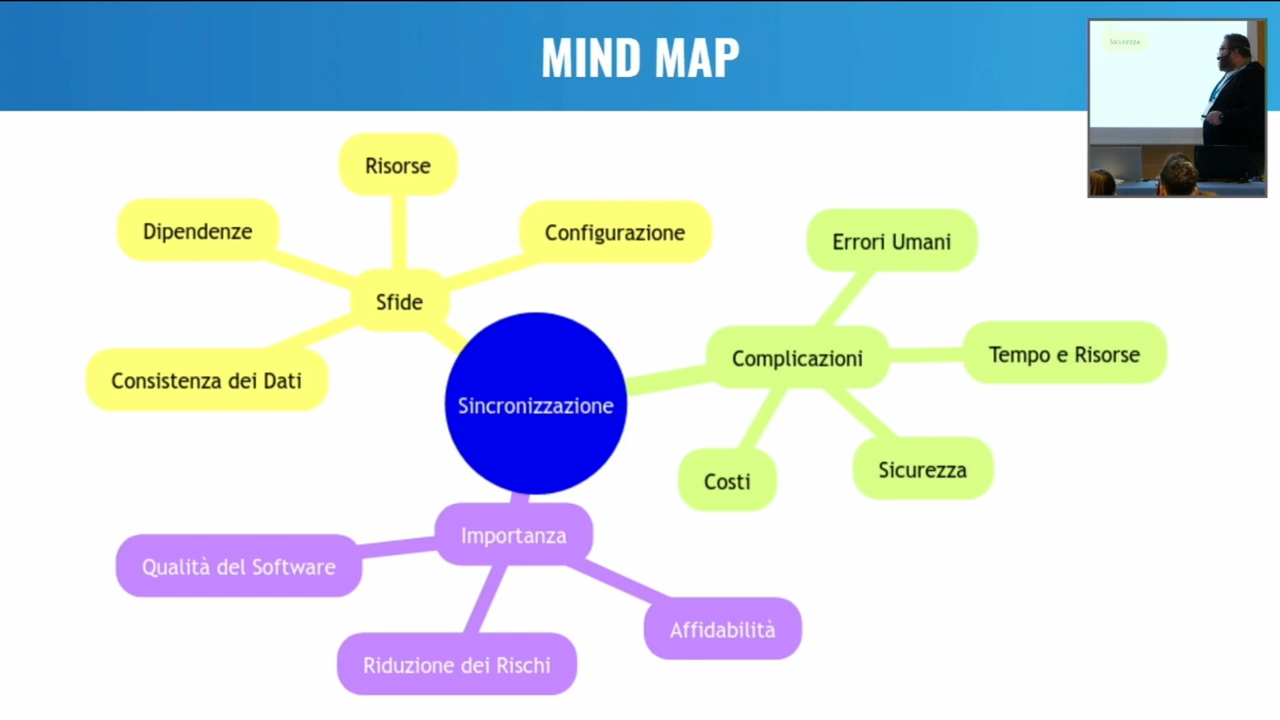 MIND MAP
Sicurezza
Risorse
Dipendenze
Configurazione
Sfide
Consistenza dei Dati
Sincronizzazione
Errori Umani
Complicazioni
Tempo e Risorse
Costi
Sicurezza
Importanza
Qualità del Software
Riduzione dei Rischi
Affidabilità